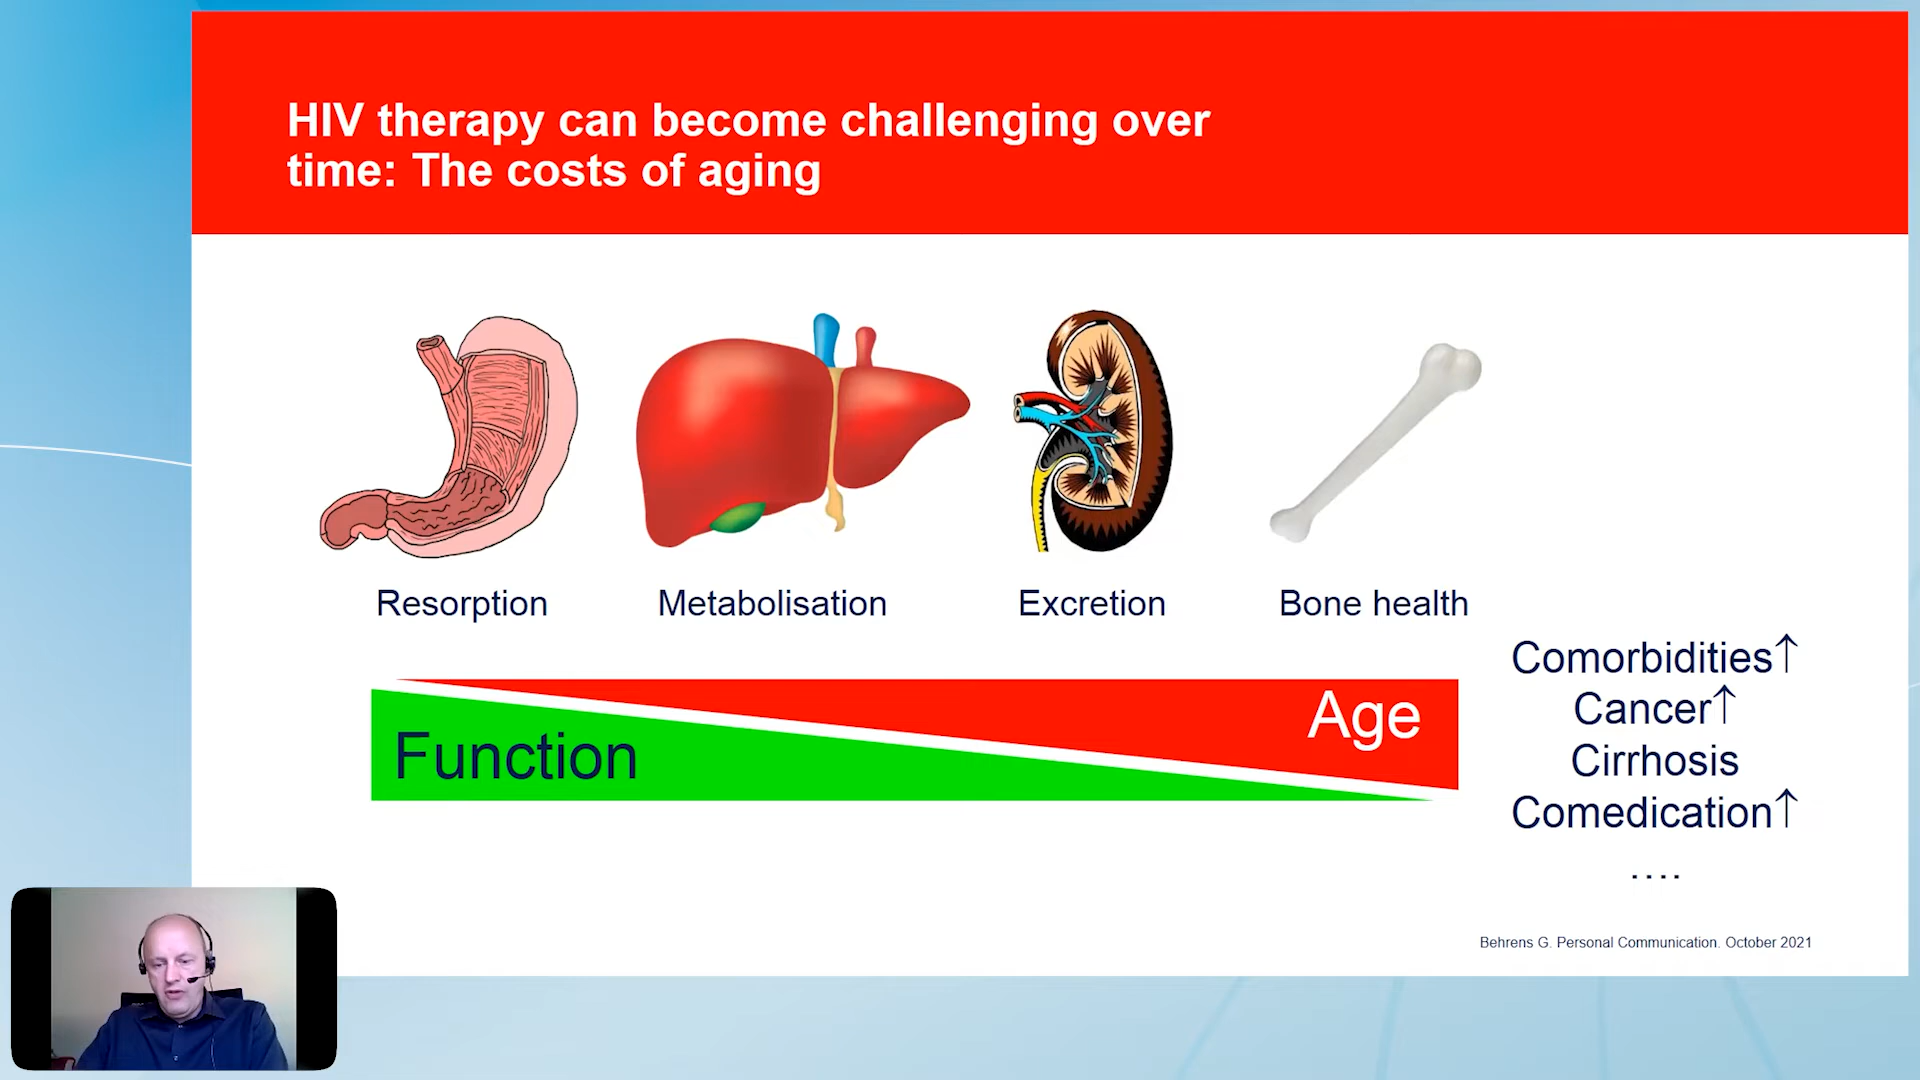 HIV therapy can become challenging over
time: The costs of aging
Resorption
Metabolisation
Excretion
Bone health
Function
Age
Comorbidities↑
Cancer↑
Cirrhosis
Comedication↑
....
Behrens G. Personal Communication. October 2021